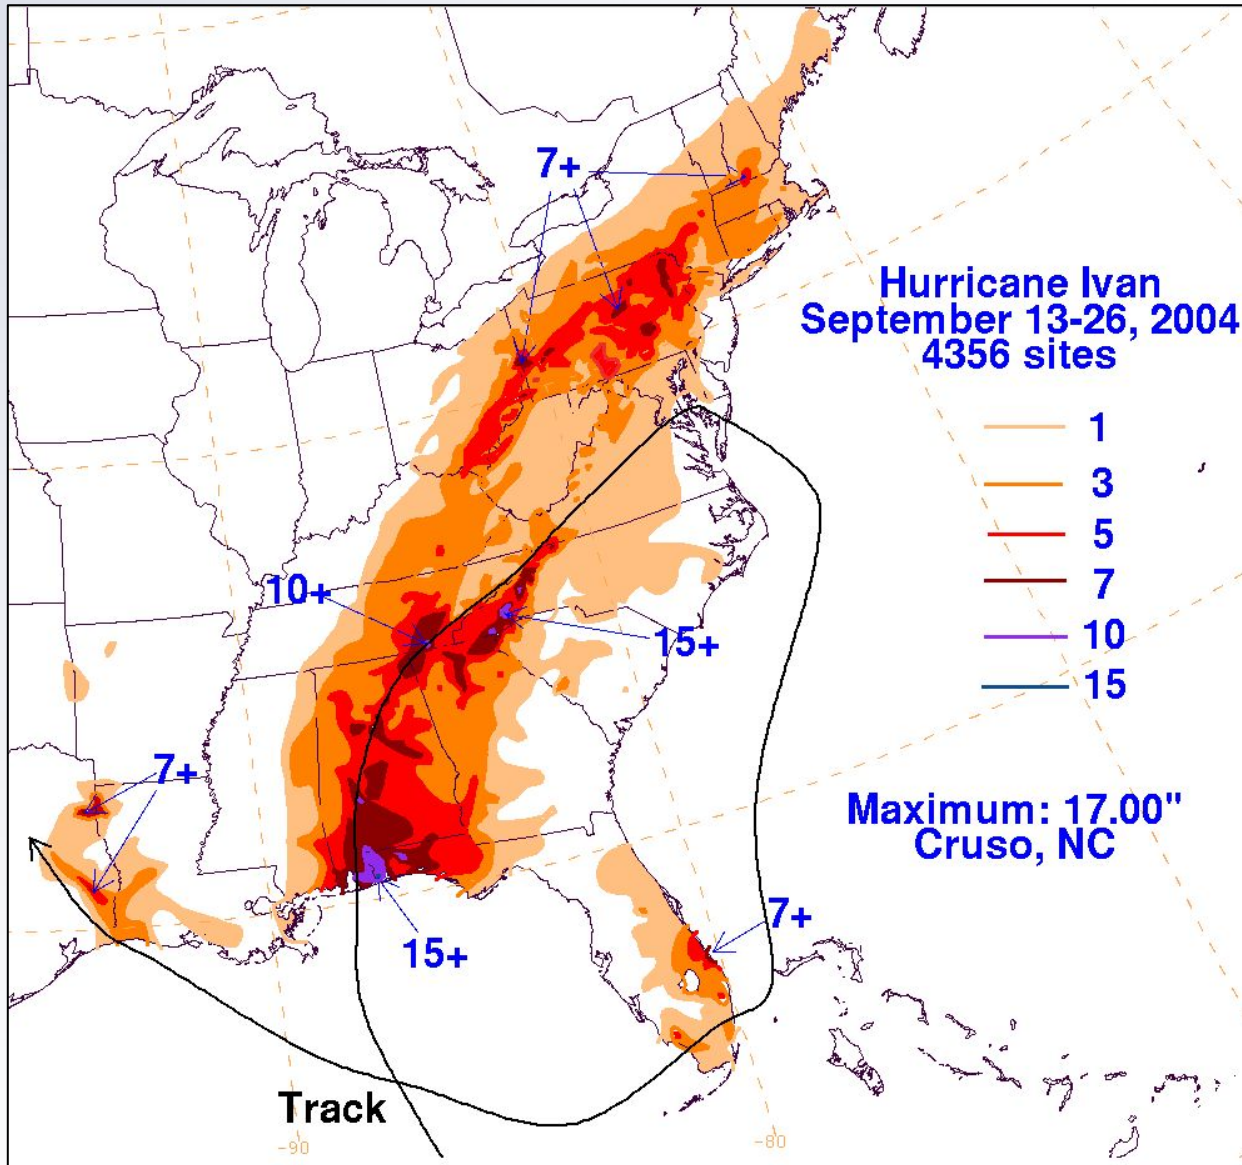 7+
Hurricane Ivan
September 13-26, 2004
4356 sites
1
3
5
10+
7
15+
10
15
7+
Maximum: 17.00"
Cruso, NC
7+
15+
Track
-90
-80